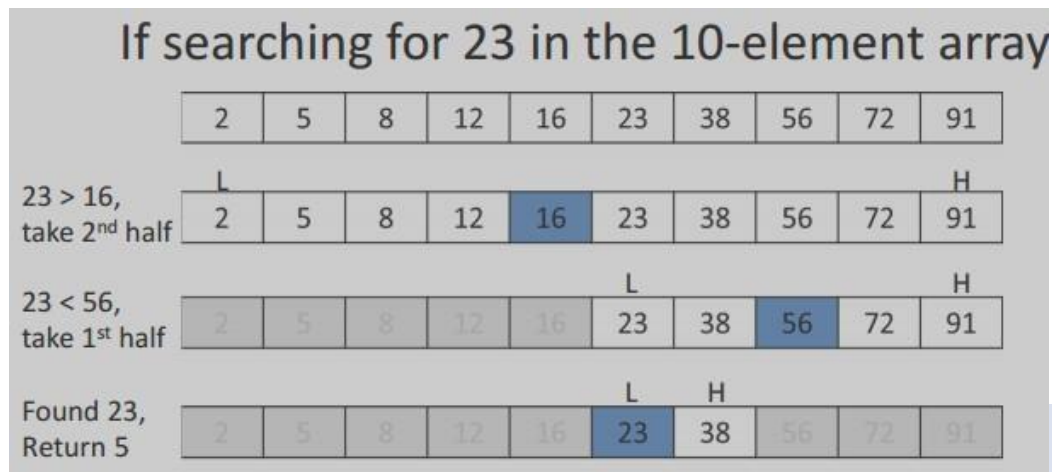 If searching for 23 in the 10-element array
2 5 8 12 16 23 38 56 72 91
L H
23 > 16,
take 2nd half
2 5 8 12 16 23 38 56 72 91
L H
23 < 56,
take 1st half
2 5 8 12 16 23 38 56 72 91
L H
Found 23,
Return 5
2 5 8 12 16 23 38 56 72 91